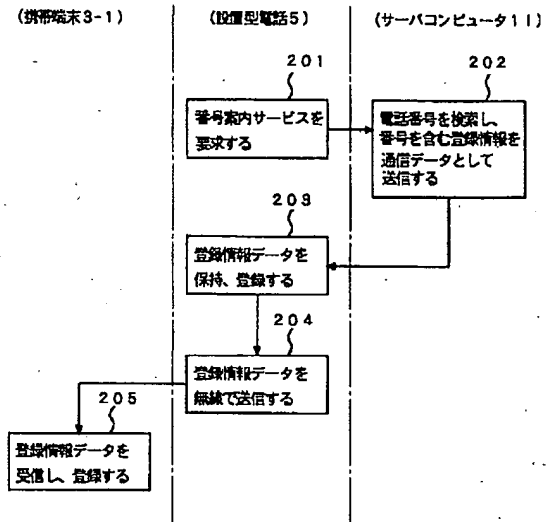 (携帯端末3-1)
(設置型電話5)
(サーバコンピュータ11)
201
202
番号案内サービスを
要求する
電話番号を検索し、
番号を含む登録情報を
通信データとして
送信する
203
登録情報データを
保持、登録する
204
登録情報データを
無線で送信する
205
登録情報データを
受信し、登録する